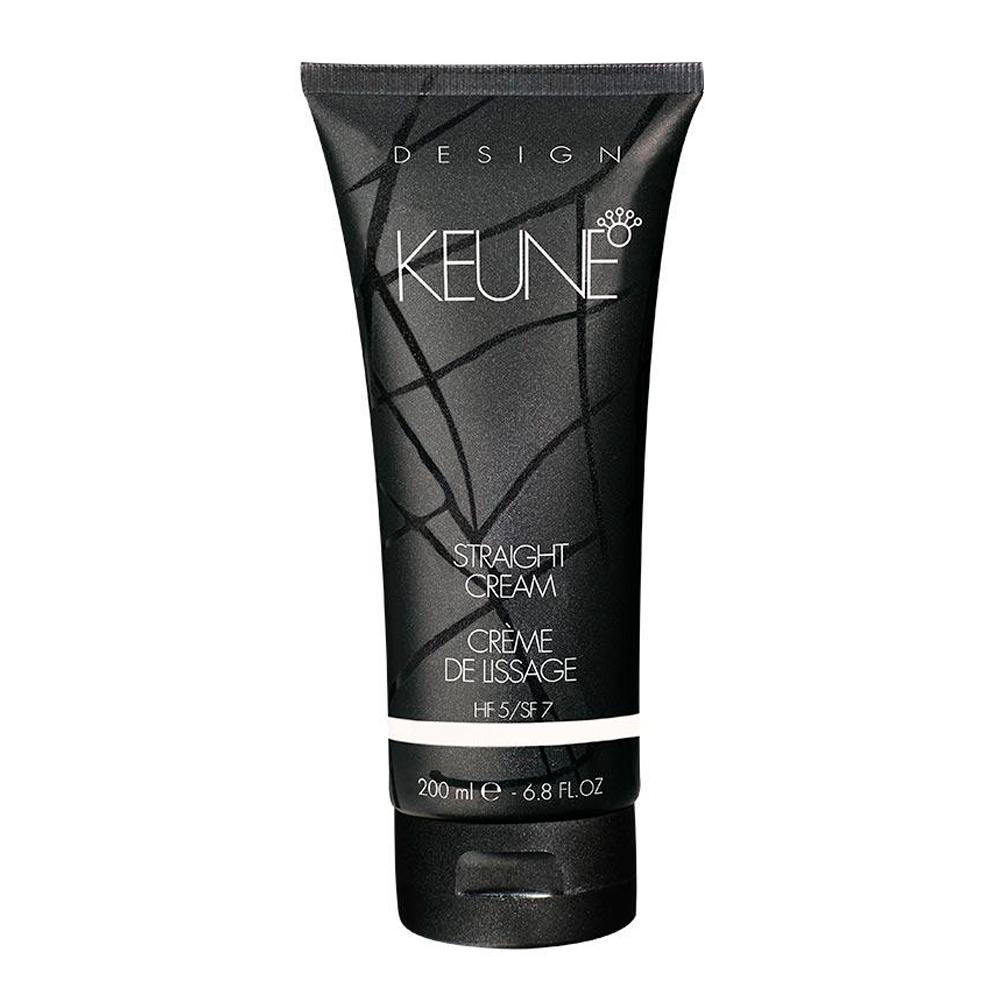 DESIGN
KEUNE
STRAIGHT
CREAM
CRÈME
DE LISSAGE
HF 5/SF 7
200 ml ℮ - 6.8 FL.OZ